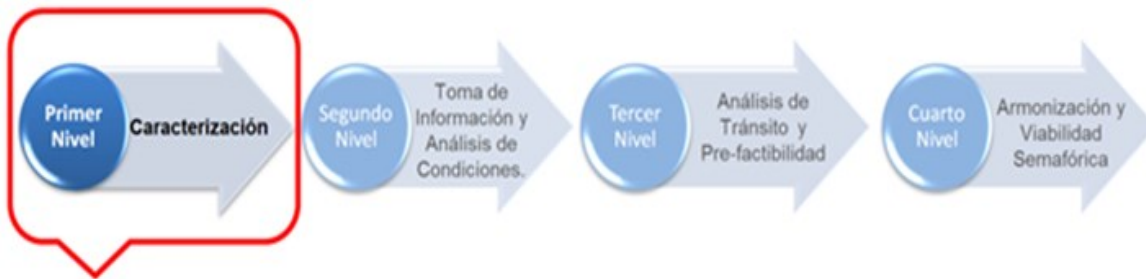 Primer
Nivel
Caracterización
Segundo
Nivel
Toma de
Información y
Análisis de
Condiciones.
Tercer
Nivel
Análisis de
Tránsito y
Pre-factibilidad
Cuarto
Nivel
Armonización y
Viabilidad
Semafórica